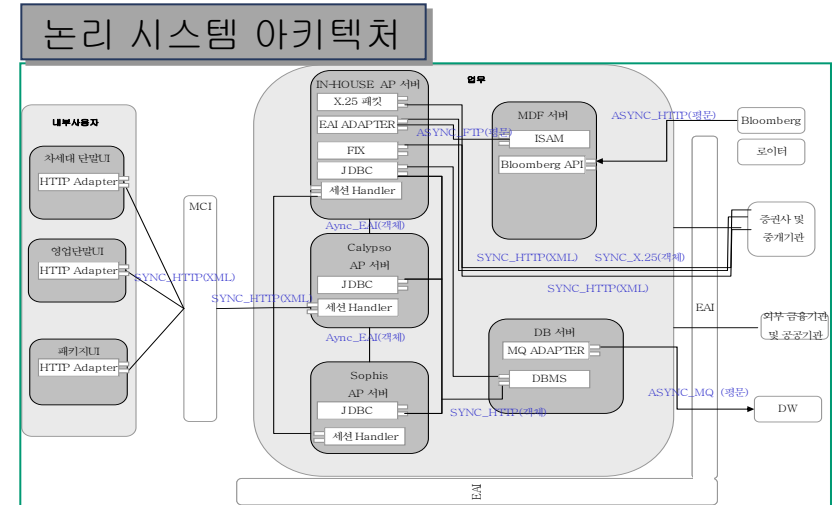 논리 시스템 아키텍처
업무
내부사용자
차세대 단말UI
HTTP Adapter
영업단말UI
HTTP Adapter
패키지UI
HTTP Adapter
SYNC_HTTP(XML)
MCI
SYNC_HTTP(XML)
IN-HOUSE AP 서버
X.25 패킷
EAI ADAPTER
FIX
JDBC
세션 Handler
Aync_EAI(객체)
Calypso
AP 서버
JDBC
세션 Handler
Aync_EAI(객체)
Sophis
AP 서버
JDBC
세션 Handler
ASYNC_FTP(평문)
MDF 서버
ISAM
Bloomberg API
ASYNC_HTTP(평문)
SYNC_HTTP(XML)
SYNC_X.25(객체)
SYNC_HTTP(XML)
DB 서버
MQ ADAPTER
DBMS
SYNC_HTTP(객체)
ASYNC_MQ (평문)
EAI
EAI
Bloomberg
로이터
증권사 및
중개기관
외부 금융기관
및 공공기관
DW